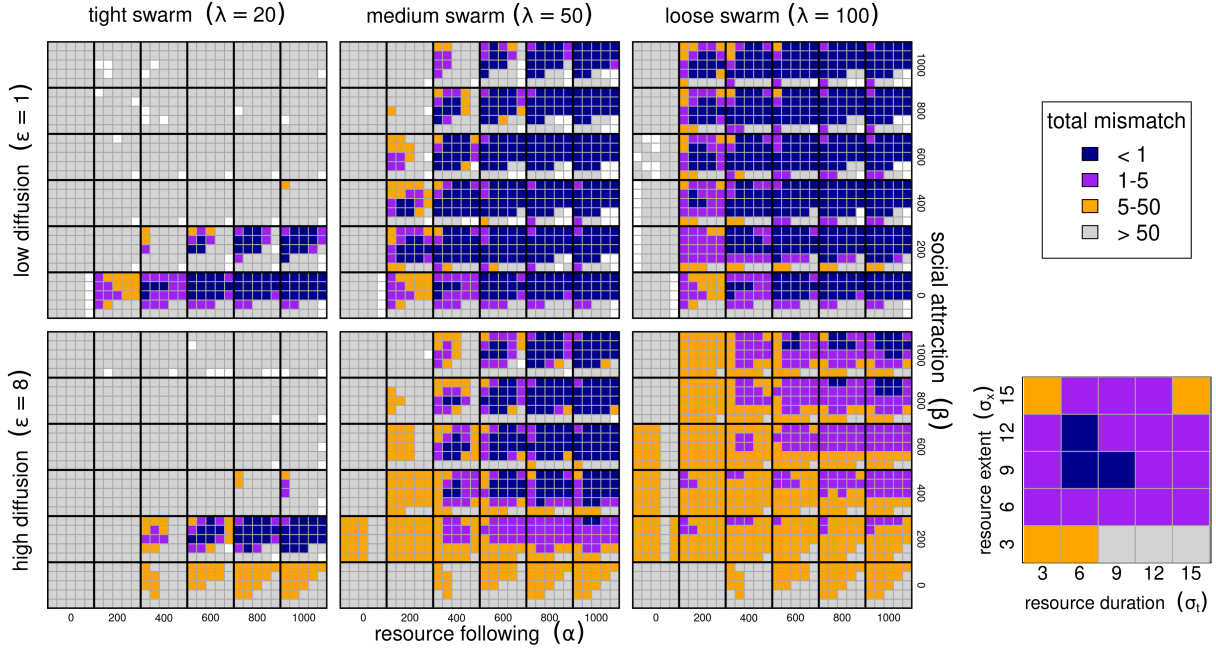 tight swarm (λ = 20)
medium swarm (λ = 50)
loose swarm (λ = 100)
low diffusion (ε = 1)
high diffusion (ε = 8)
1000
800
600
400
200
0
1000
800
600
400
200
0
social attraction (β)
0 200 400 600 800 1000
0 200 400 600 800 1000
0 200 400 600 800 1000
resource following (α)
total mismatch
< 1
1-5
5-50
> 50
resource extent (σₓ)
15
12
9
6
3
3 6 9 12 15
resource duration (σₜ)